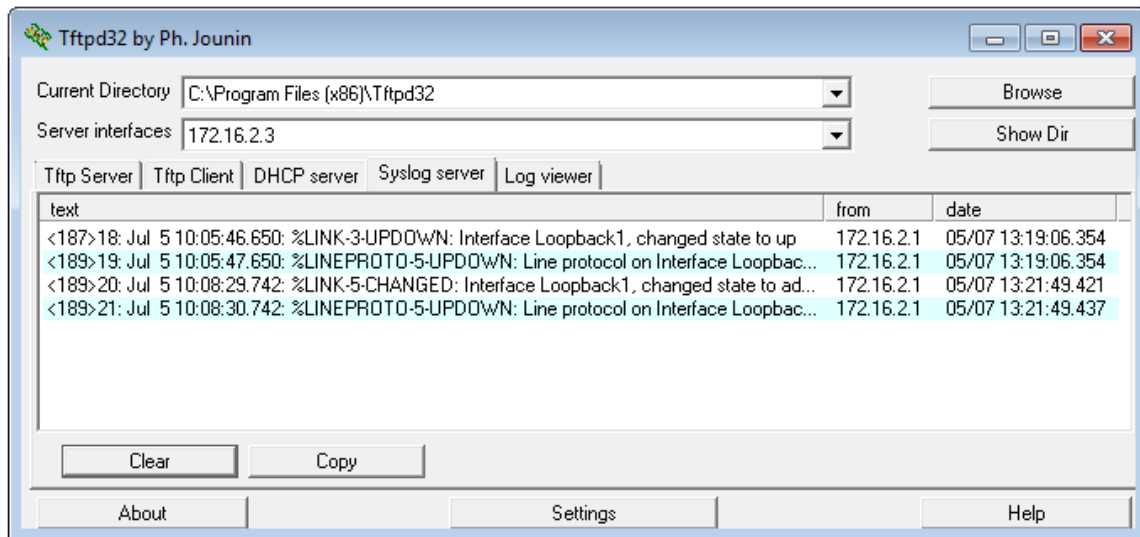 Tftpd32 by Ph. Jounin
Current Directory C:\Program Files (x86)\Tftpd32 Browse
Server interfaces 172.16.2.3 Show Dir
Tftp Server Tftp Client DHCP server Syslog server Log viewer
text from date
<187>18: Jul 5 10:05:46.650: %LINK-3-UPDOWN: Interface Loopback1, changed state to up 172.16.2.1 05/07 13:19:06.354
<189>19: Jul 5 10:05:47.650: %LINEPROTO-5-UPDOWN: Line protocol on Interface Loopbac... 172.16.2.1 05/07 13:19:06.354
<189>20: Jul 5 10:08:29.742: %LINK-5-CHANGED: Interface Loopback1, changed state to ad... 172.16.2.1 05/07 13:21:49.421
<189>21: Jul 5 10:08:30.742: %LINEPROTO-5-UPDOWN: Line protocol on Interface Loopbac... 172.16.2.1 05/07 13:21:49.437
Clear Copy
About Settings Help